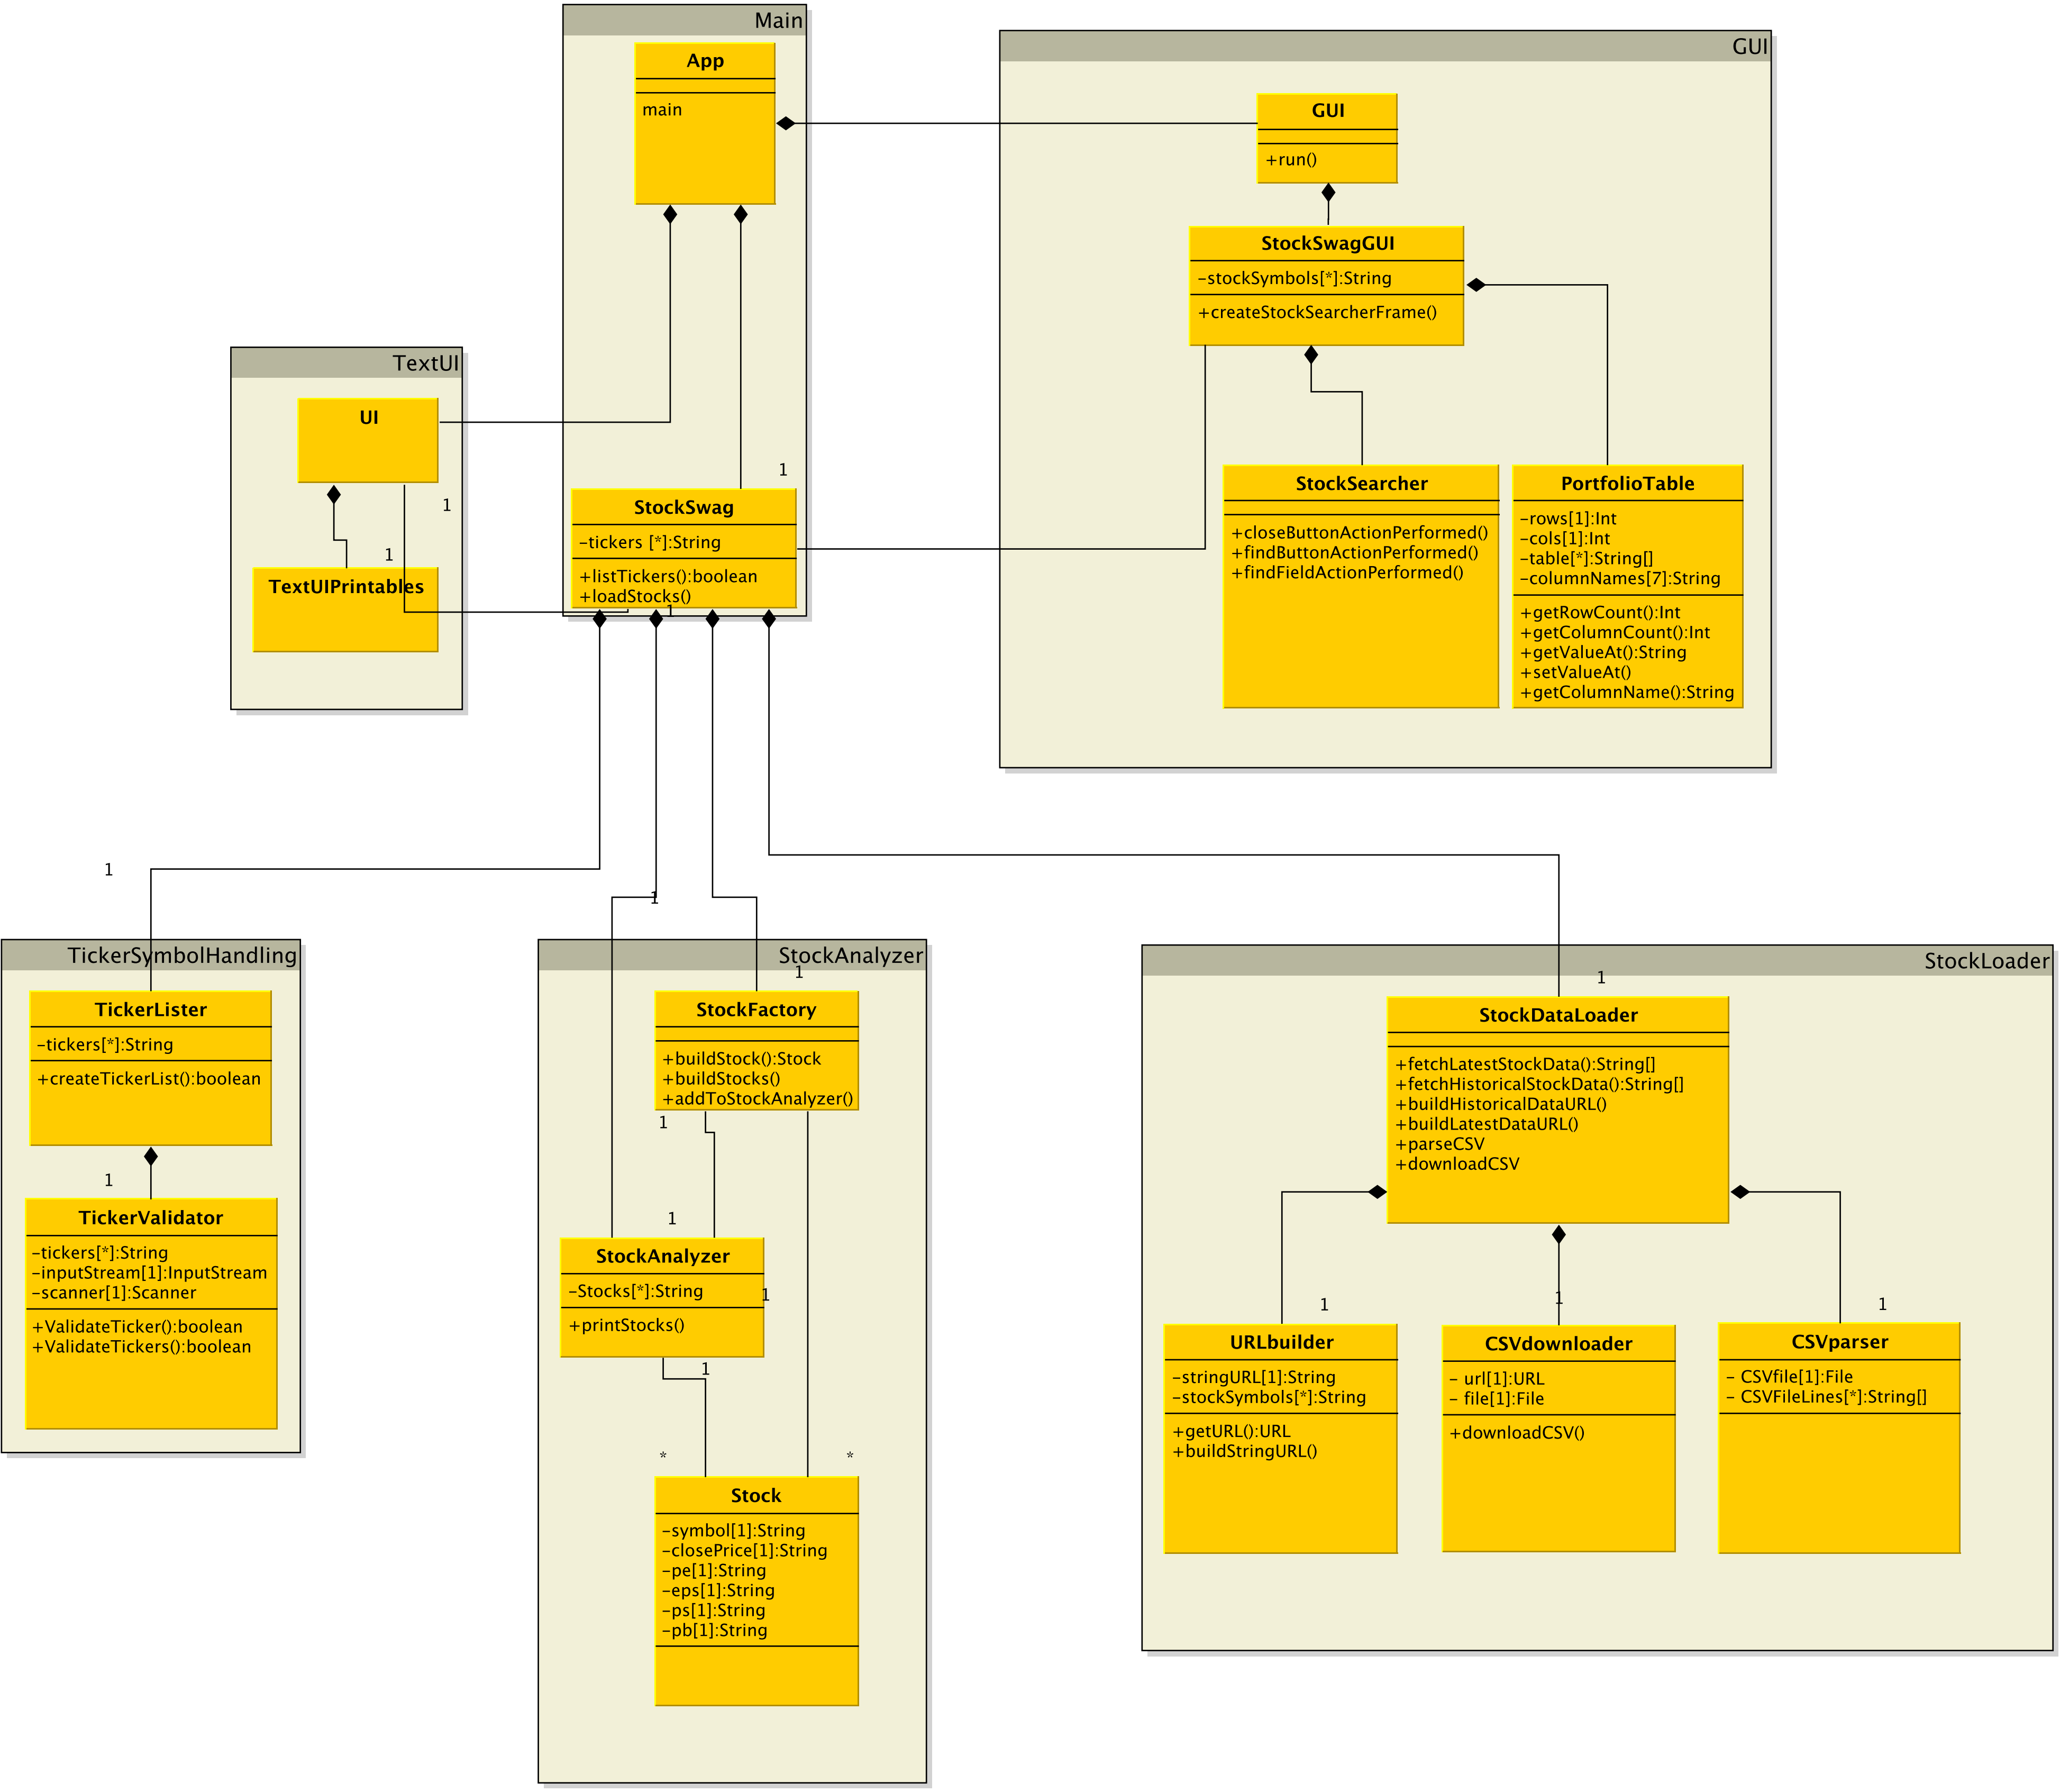 Main
App
main
StockSwag
-tickers [*]:String
+listTickers():boolean
+loadStocks()
1
1
GUI
GUI
+run()
StockSwagGUI
-stockSymbols[*]:String
+createStockSearcherFrame()
StockSearcher
+closeButtonActionPerformed()
+findButtonActionPerformed()
+findFieldActionPerformed()
PortfolioTable
-rows[1]:Int
-cols[1]:Int
-table[*]:String[]
-columnNames[7]:String
+getRowCount():Int
+getColumnCount():Int
+getValueAt():String
+setValueAt()
+getColumnName():String
TextUI
UI
1
1
TextUIPrintables
1
TickerSymbolHandling
TickerLister
-tickers[*]:String
+createTickerList():boolean
1
TickerValidator
-tickers[*]:String
-inputStream[1]:InputStream
-scanner[1]:Scanner
+ValidateTicker():boolean
+ValidateTickers():boolean
1
StockAnalyzer
1
StockFactory
+buildStock():Stock
+buildStocks()
+addToStockAnalyzer()
1
1
StockAnalyzer
-Stocks[*]:String
1
+printStocks()
1
*
*
Stock
-symbol[1]:String
-closePrice[1]:String
-pe[1]:String
-eps[1]:String
-ps[1]:String
-pb[1]:String
StockLoader
1
StockDataLoader
+fetchLatestStockData():String[]
+fetchHistoricalStockData():String[]
+buildHistoricalDataURL()
+buildLatestDataURL()
+parseCSV
+downloadCSV
1
URLbuilder
-stringURL[1]:String
-stockSymbols[*]:String
+getURL():URL
+buildStringURL()
1
CSVdownloader
- url[1]:URL
- file[1]:File
+downloadCSV()
1
CSVparser
- CSVfile[1]:File
- CSVFileLines[*]:String[]